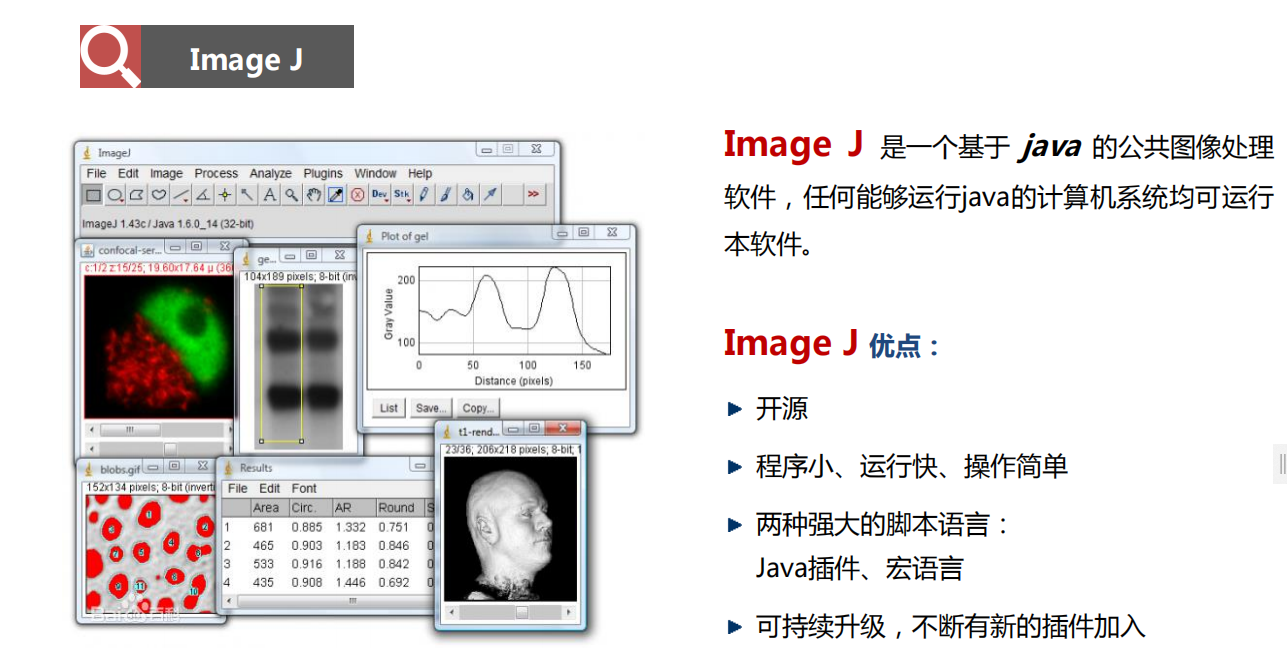 Image J
ImageJ
File Edit Image Process Analyze Plugins Window Help
Dev Stk >>
ImageJ 1.43c / Java 1.6.0_14 (32-bit)
confocal-ser...
c:1/2 z:15/25; 19.60x17.64 µ (36
ge...
104x189 pixels; 8-bit (inv
Plot of gel
200
100
Gray Value
0 50 100 150
Distance (pixels)
List Save... Copy...
t1-rend...
23/36; 206x218 pixels; 8-bit; 1
blobs.gif
152x134 pixels; 8-bit (inverti
Results
File Edit Font
Area Circ. AR Round S
1 681 0.885 1.332 0.751 0
2 465 0.903 1.183 0.846 0
3 533 0.916 1.188 0.842 0
4 435 0.908 1.446 0.692 0
Image J 是一个基于 java 的公共图像处理
软件，任何能够运行java的计算机系统均可运行
本软件。
Image J 优点：
开源
程序小、运行快、操作简单
两种强大的脚本语言：
Java插件、宏语言
可持续升级，不断有新的插件加入